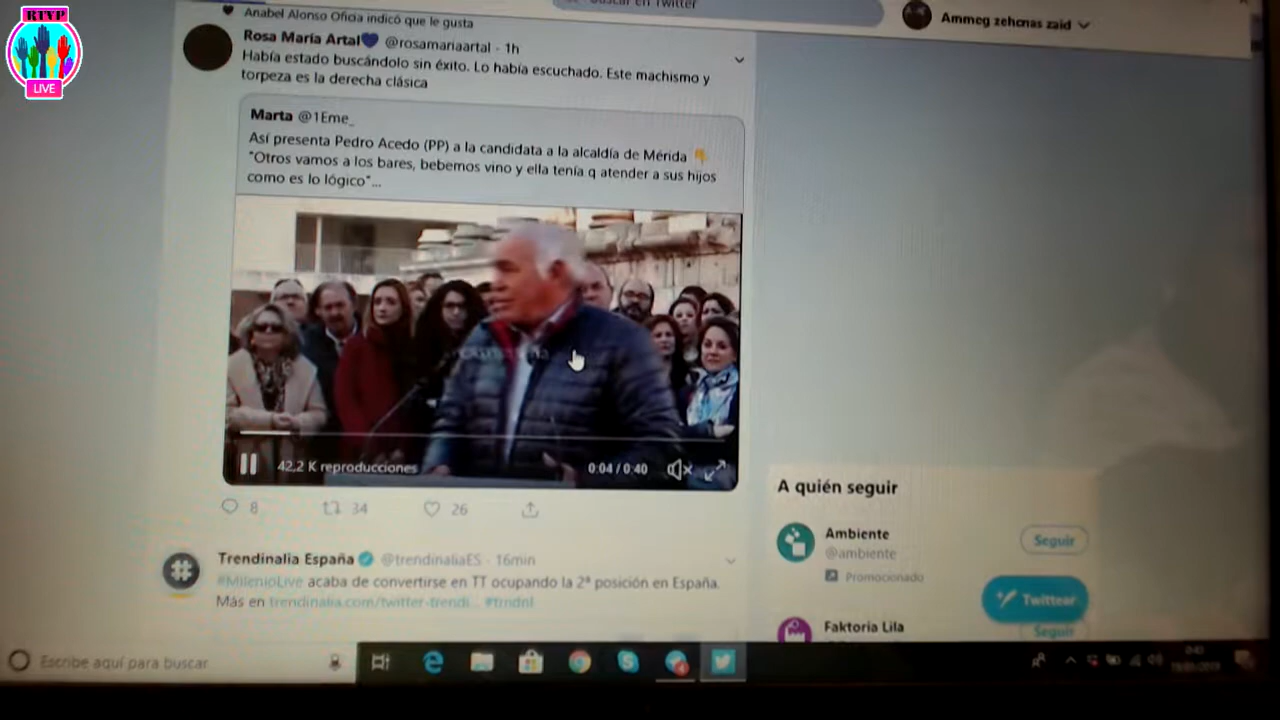 RTVP
LIVE
Anabel Alonso Oficia indicó que le gusta
Buscar en Twitter
Ammeg zehcnas zaid
Rosa María Artal @rosamariaartal · 1h
Había estado buscándolo sin éxito. Lo había escuchado. Este machismo y
torpeza es la derecha clásica
Marta @1Eme_
Así presenta Pedro Acedo (PP) a la candidata a la alcaldía de Mérida
"Otros vamos a los bares, bebemos vino y ella tenía q atender a sus hijos
como es lo lógico"...
42,2 K reproducciones
0:04 / 0:40
8
34
26
Trendinalia España @trendinaliaES · 16min
#MilenioLive acaba de convertirse en TT ocupando la 2ª posición en España.
Más en trendinalia.com/twitter-trendi... #trndnl
A quién seguir
Ambiente
@ambiente
Promocionado
Seguir
Twittear
Faktoria Lila
Seguir
Escribe aquí para buscar